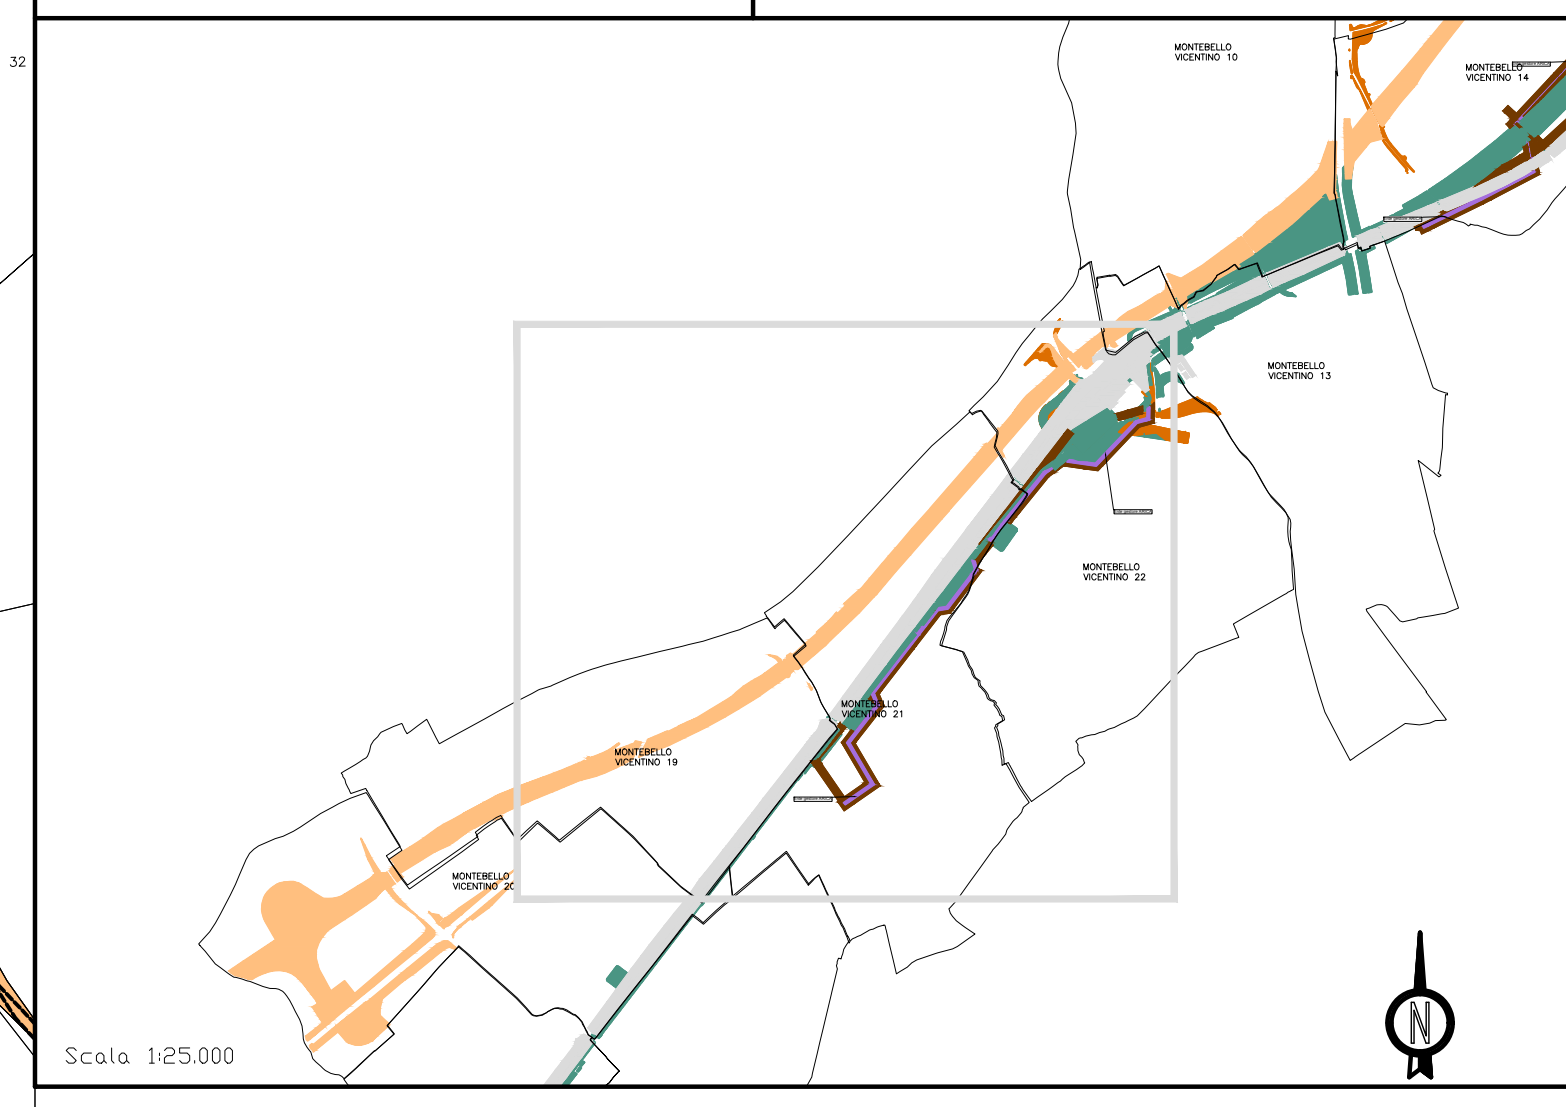 32
MONTEBELLO
VICENTINO 10
MONTEBELLO
VICENTINO 14
MONTEBELLO
VICENTINO 13
MONTEBELLO
VICENTINO 22
MONTEBELLO
VICENTINO 21
MONTEBELLO
VICENTINO 19
MONTEBELLO
VICENTINO 20
Scala 1:25.000
N